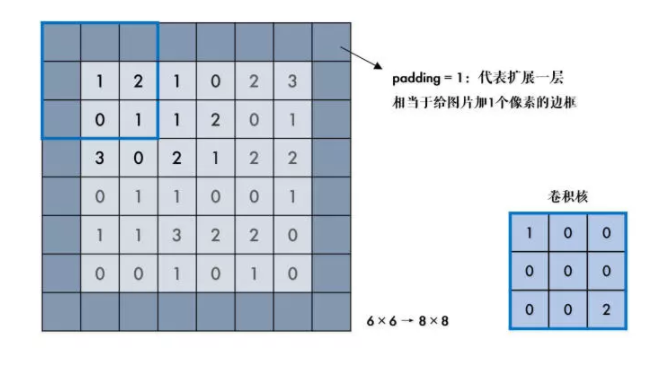 padding = 1：代表扩展一层
相当于给图片加1个像素的边框
1 2 1 0 2 3
0 1 1 2 0 1
3 0 2 1 2 2
0 1 1 0 0 1
1 1 3 2 2 0
0 0 1 0 1 0
6×6→8×8
卷积核
1 0 0
0 0 0
0 0 2